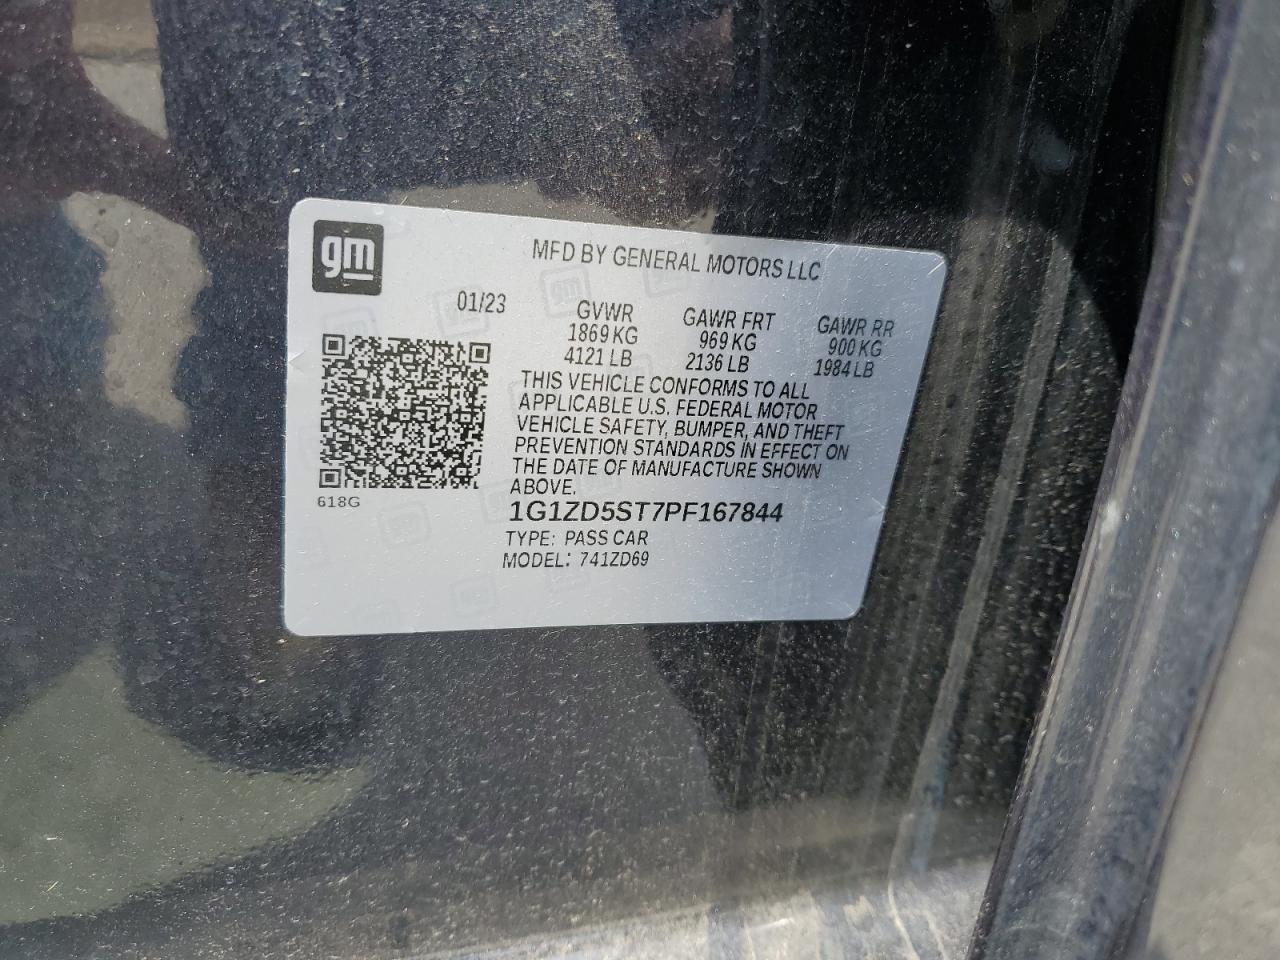 gm
MFD BY GENERAL MOTORS LLC
01/23
GVWR
1869 KG
4121 LB
GAWR FRT
969 KG
2136 LB
GAWR RR
900 KG
1984 LB
THIS VEHICLE CONFORMS TO ALL
APPLICABLE U.S. FEDERAL MOTOR
VEHICLE SAFETY, BUMPER, AND THEFT
PREVENTION STANDARDS IN EFFECT ON
THE DATE OF MANUFACTURE SHOWN
ABOVE.
618G
1G1ZD5ST7PF167844
TYPE: PASS CAR
MODEL: 741ZD69